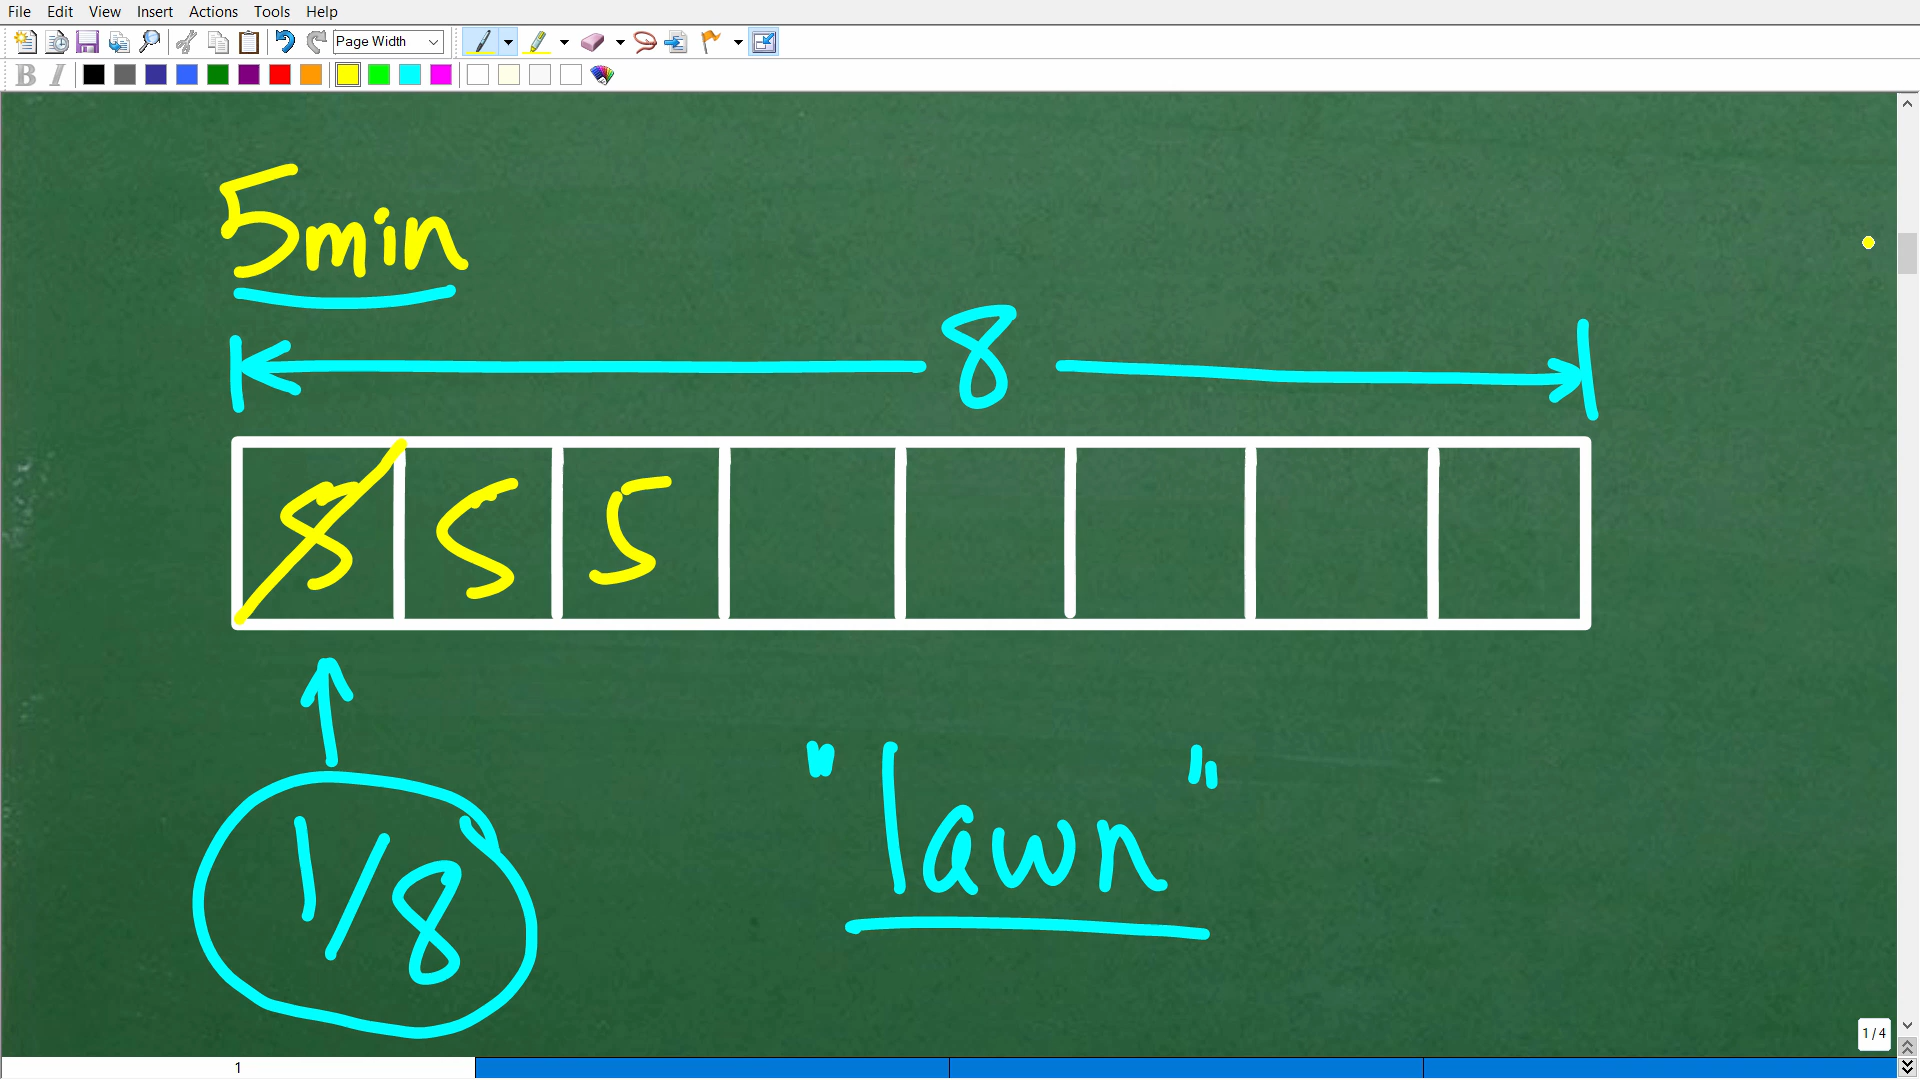 File Edit View Insert Actions Tools Help
Page Width
B I
5min
8
5 5 5
1/8
"lawn"
1 / 4
1